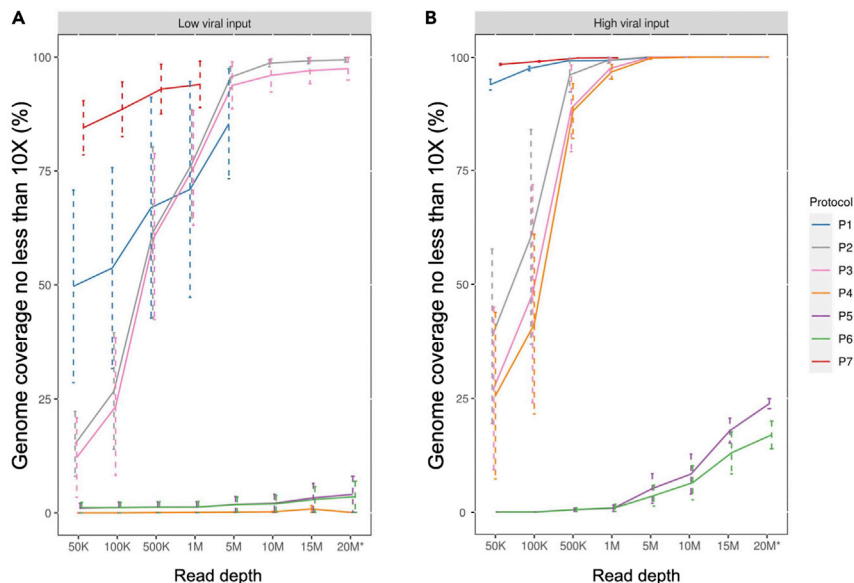 A
B
Low viral input
High viral input
Genome coverage no less than 10X (%)
100
75
50
25
0
50K
100K
500K
1M
5M
10M
15M
20M*
Read depth
Genome coverage no less than 10X (%)
100
75
50
25
0
50K
100K
500K
1M
5M
10M
15M
20M*
Read depth
Protocol
P1
P2
P3
P4
P5
P6
P7